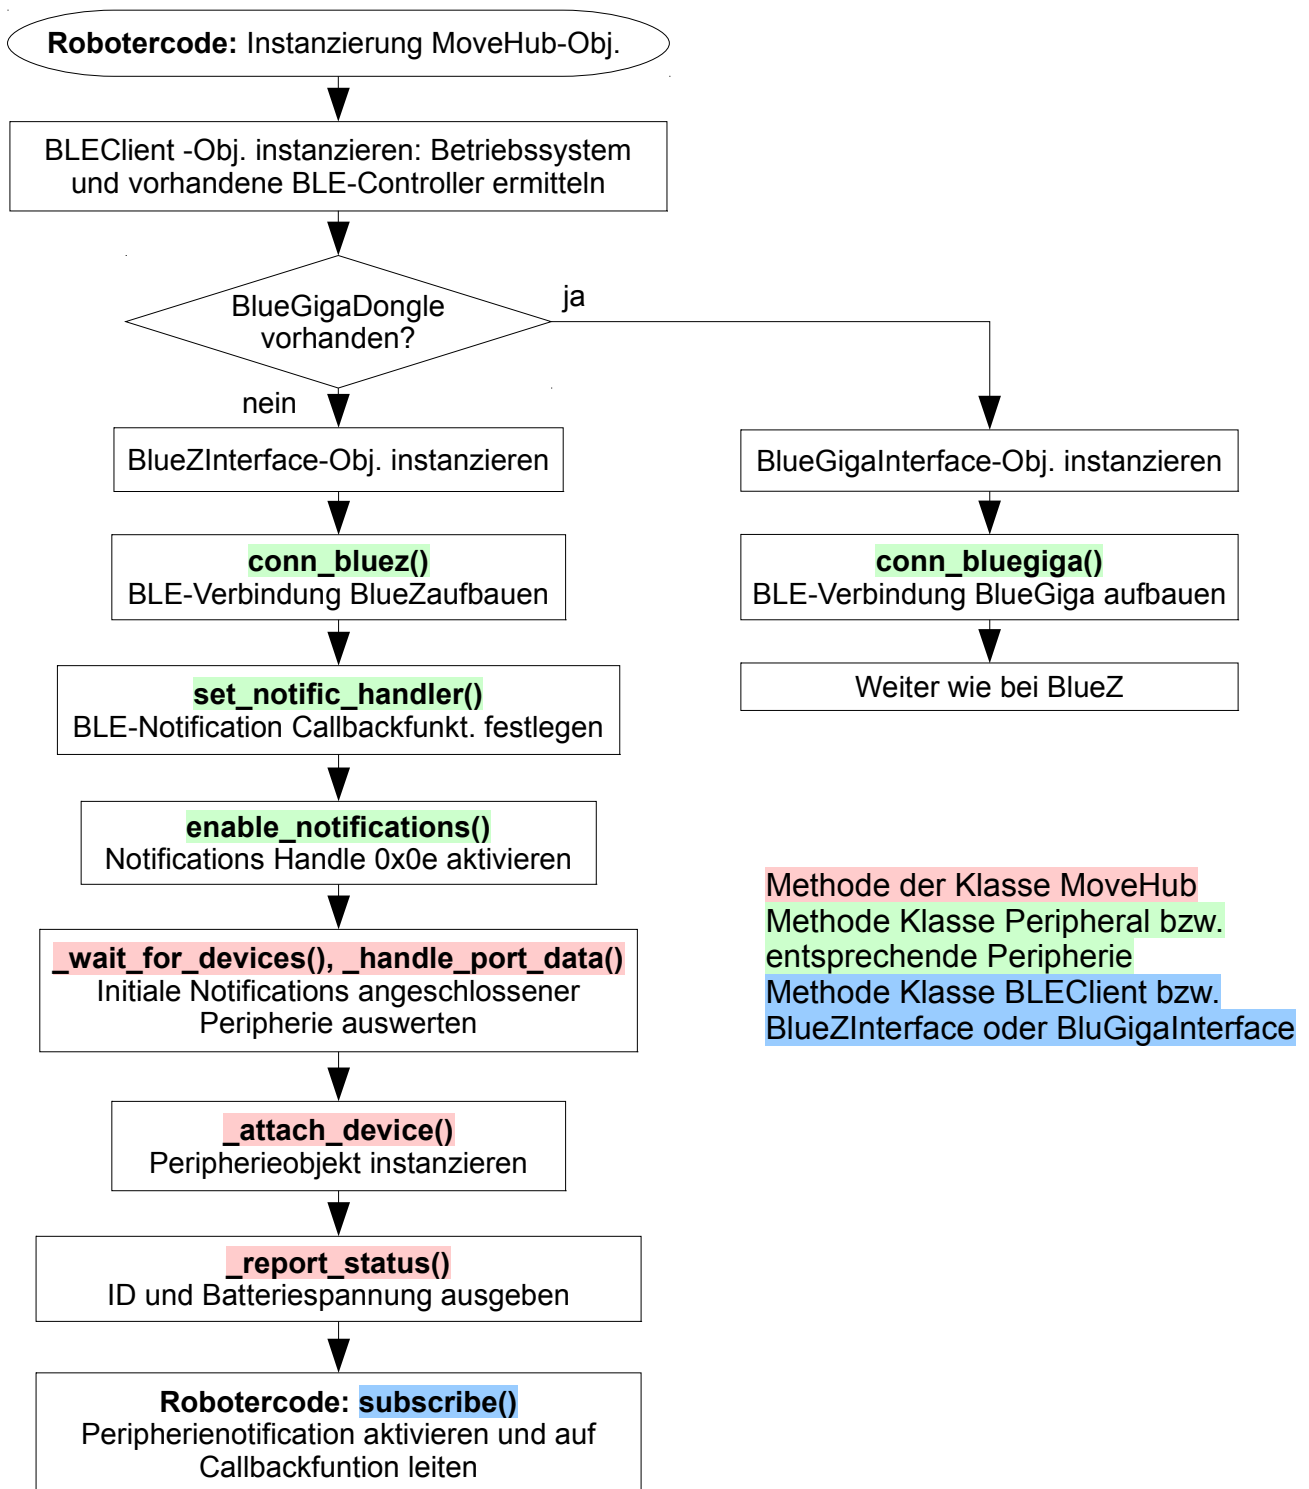 Robotercode: Instanzierung MoveHub-Obj.
BLEClient -Obj. instanzieren: Betriebssystem
und vorhandene BLE-Controller ermitteln
BlueGigaDongle
vorhanden?
ja
nein
BlueZInterface-Obj. instanzieren
conn_bluez()
BLE-Verbindung BlueZaufbauen
set_notific_handler()
BLE-Notification Callbackfunkt. festlegen
enable_notifications()
Notifications Handle 0x0e aktivieren
_wait_for_devices(), _handle_port_data()
Initiale Notifications angeschlossener
Peripherie auswerten
_attach_device()
Peripherieobjekt instanzieren
_report_status()
ID und Batteriespannung ausgeben
Robotercode: subscribe()
Peripherienotification aktivieren und auf
Callbackfuntion leiten
BlueGigaInterface-Obj. instanzieren
conn_bluegiga()
BLE-Verbindung BlueGiga aufbauen
Weiter wie bei BlueZ
Methode der Klasse MoveHub
Methode Klasse Peripheral bzw.
entsprechende Peripherie
Methode Klasse BLEClient bzw.
BlueZInterface oder BluGigaInterface